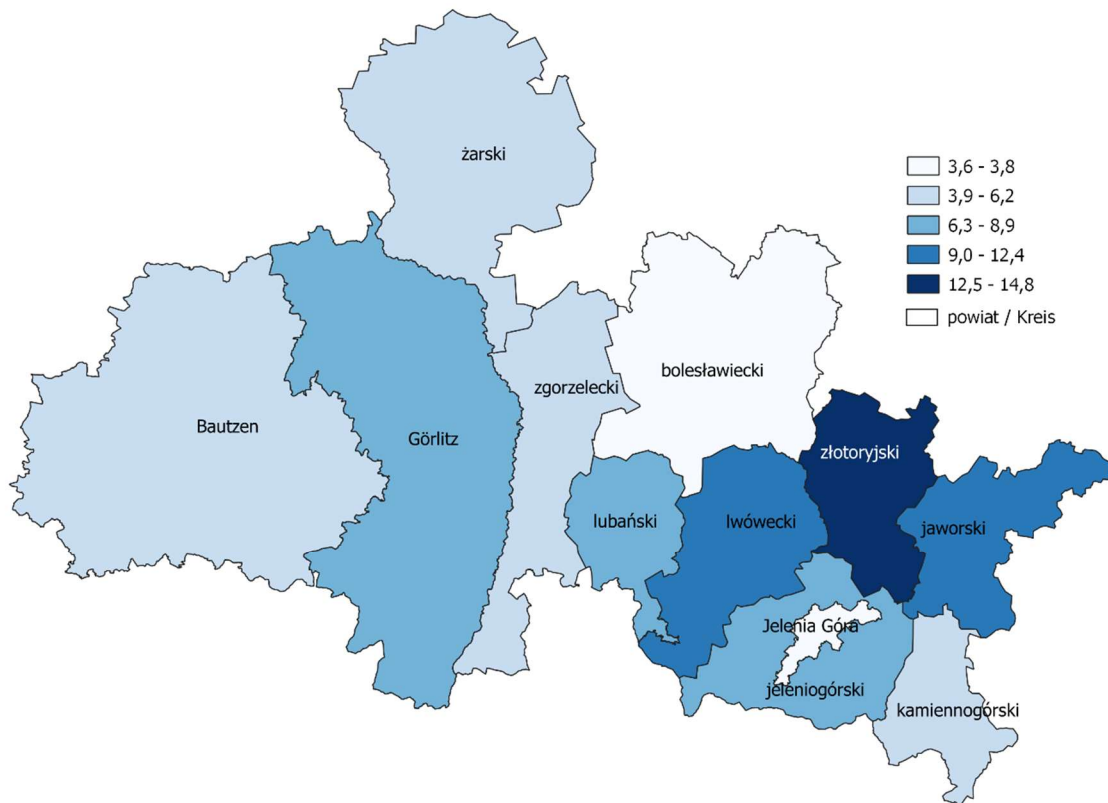 żarski
3,6 - 3,8
3,9 - 6,2
6,3 - 8,9
9,0 - 12,4
12,5 - 14,8
powiat / Kreis
bolesławiecki
zgorzelecki
Bautzen
Görlitz
złotoryjski
lubański
lwówecki
jaworski
Jelenia Góra
jeleniogórski
kamiennogórski